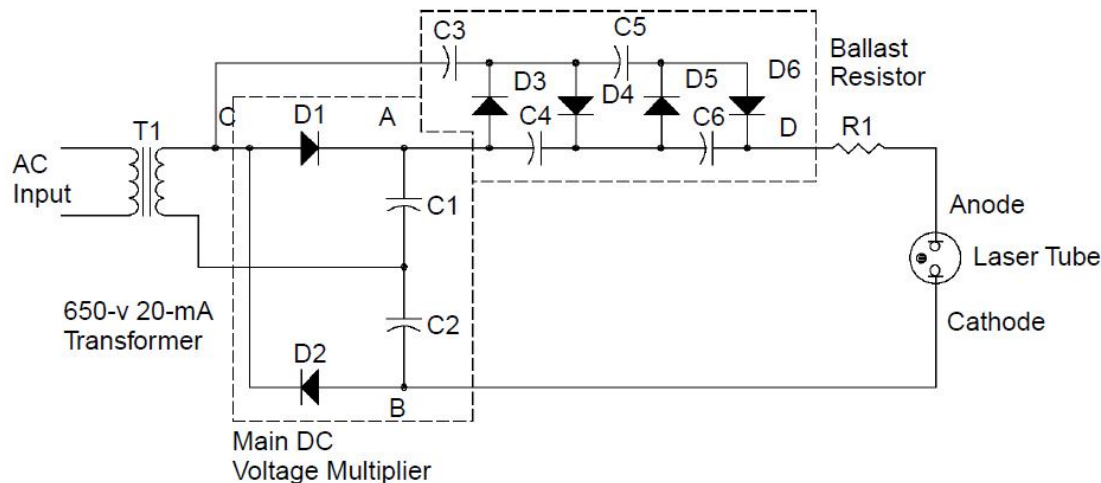 C3
C5
Ballast
Resistor
D3
D4
D5
D6
C4
C6
D
R1
T1
C
D1
A
AC
Input
C1
Anode
Laser Tube
650-v 20-mA
Transformer
C2
Cathode
D2
B
Main DC
Voltage Multiplier